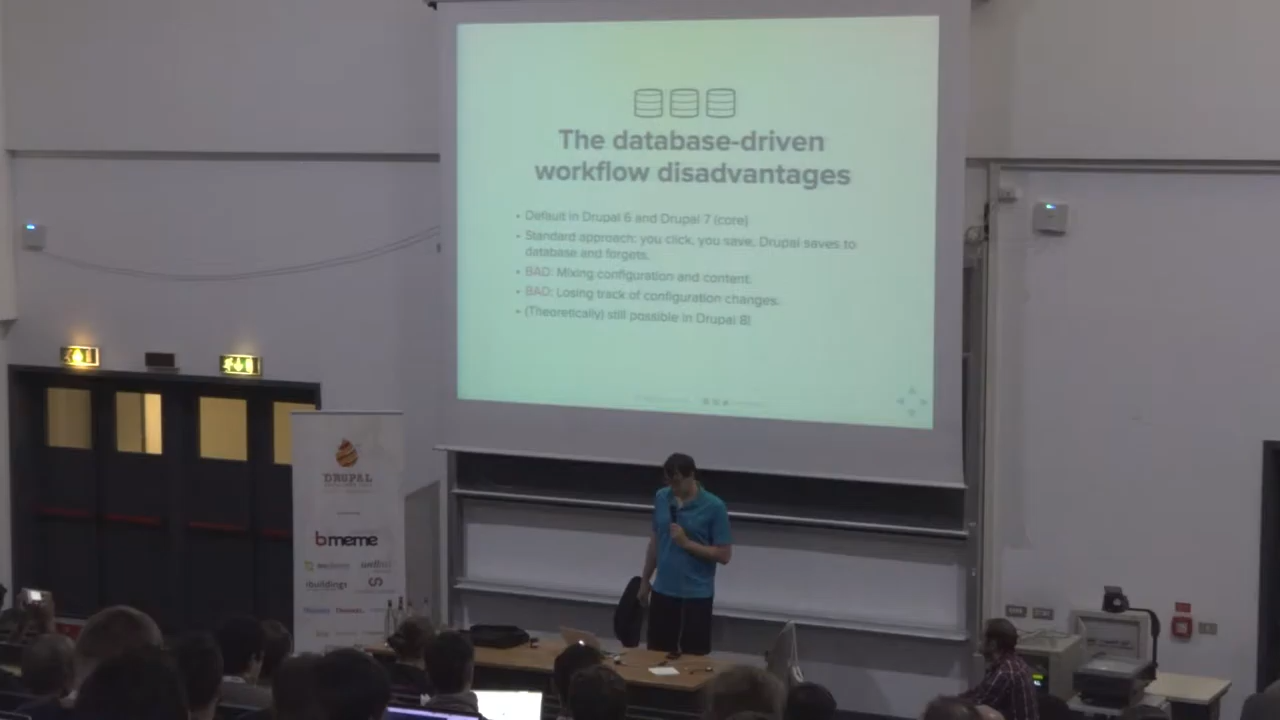 The database-driven
workflow disadvantages
• Default in Drupal 6 and Drupal 7 (core)
• Standard approach: you click, you save, Drupal saves to
database and forgets.
• BAD: Mixing configuration and content.
• BAD: Losing track of configuration changes.
• (Theoretically) still possible in Drupal 8!
DRUPAL
bmeme